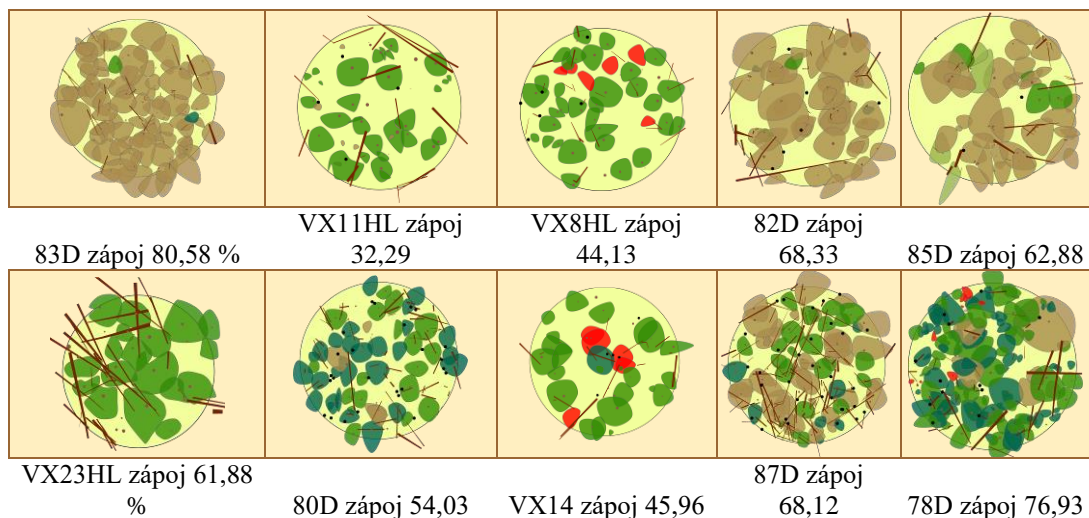 83D zápoj 80,58 %
VX11HL zápoj
32,29
VX8HL zápoj
44,13
82D zápoj
68,33
85D zápoj 62,88
VX23HL zápoj 61,88
%
80D zápoj 54,03
VX14 zápoj 45,96
87D zápoj
68,12
78D zápoj 76,93